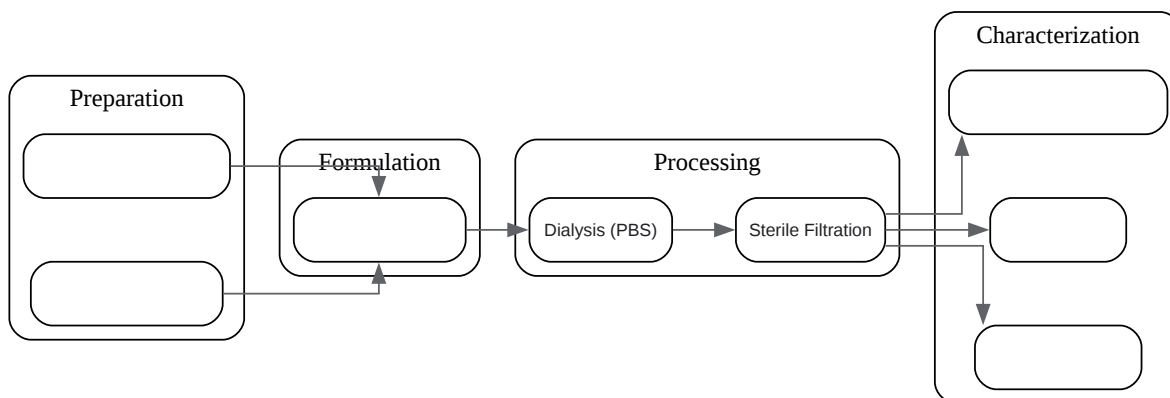 Preparation
Formulation
Processing
Dialysis (PBS)
Sterile Filtration
Characterization